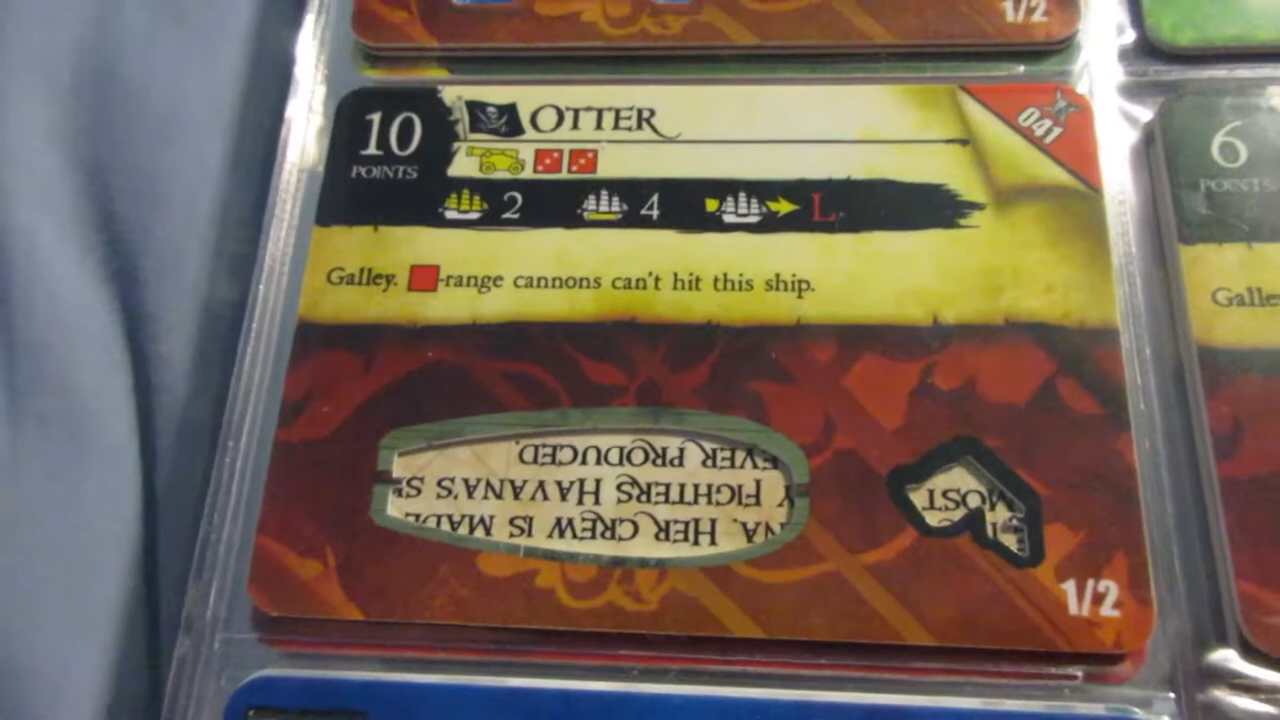 1/2
10
POINTS
OTTER
041
2 4 L
Galley. -range cannons can't hit this ship.
EVER PRODUCED.
Y FIGHTERS HAVANA'S
NA. HER CREW IS MADE
MOST
1/2
6
POINTS
Galle